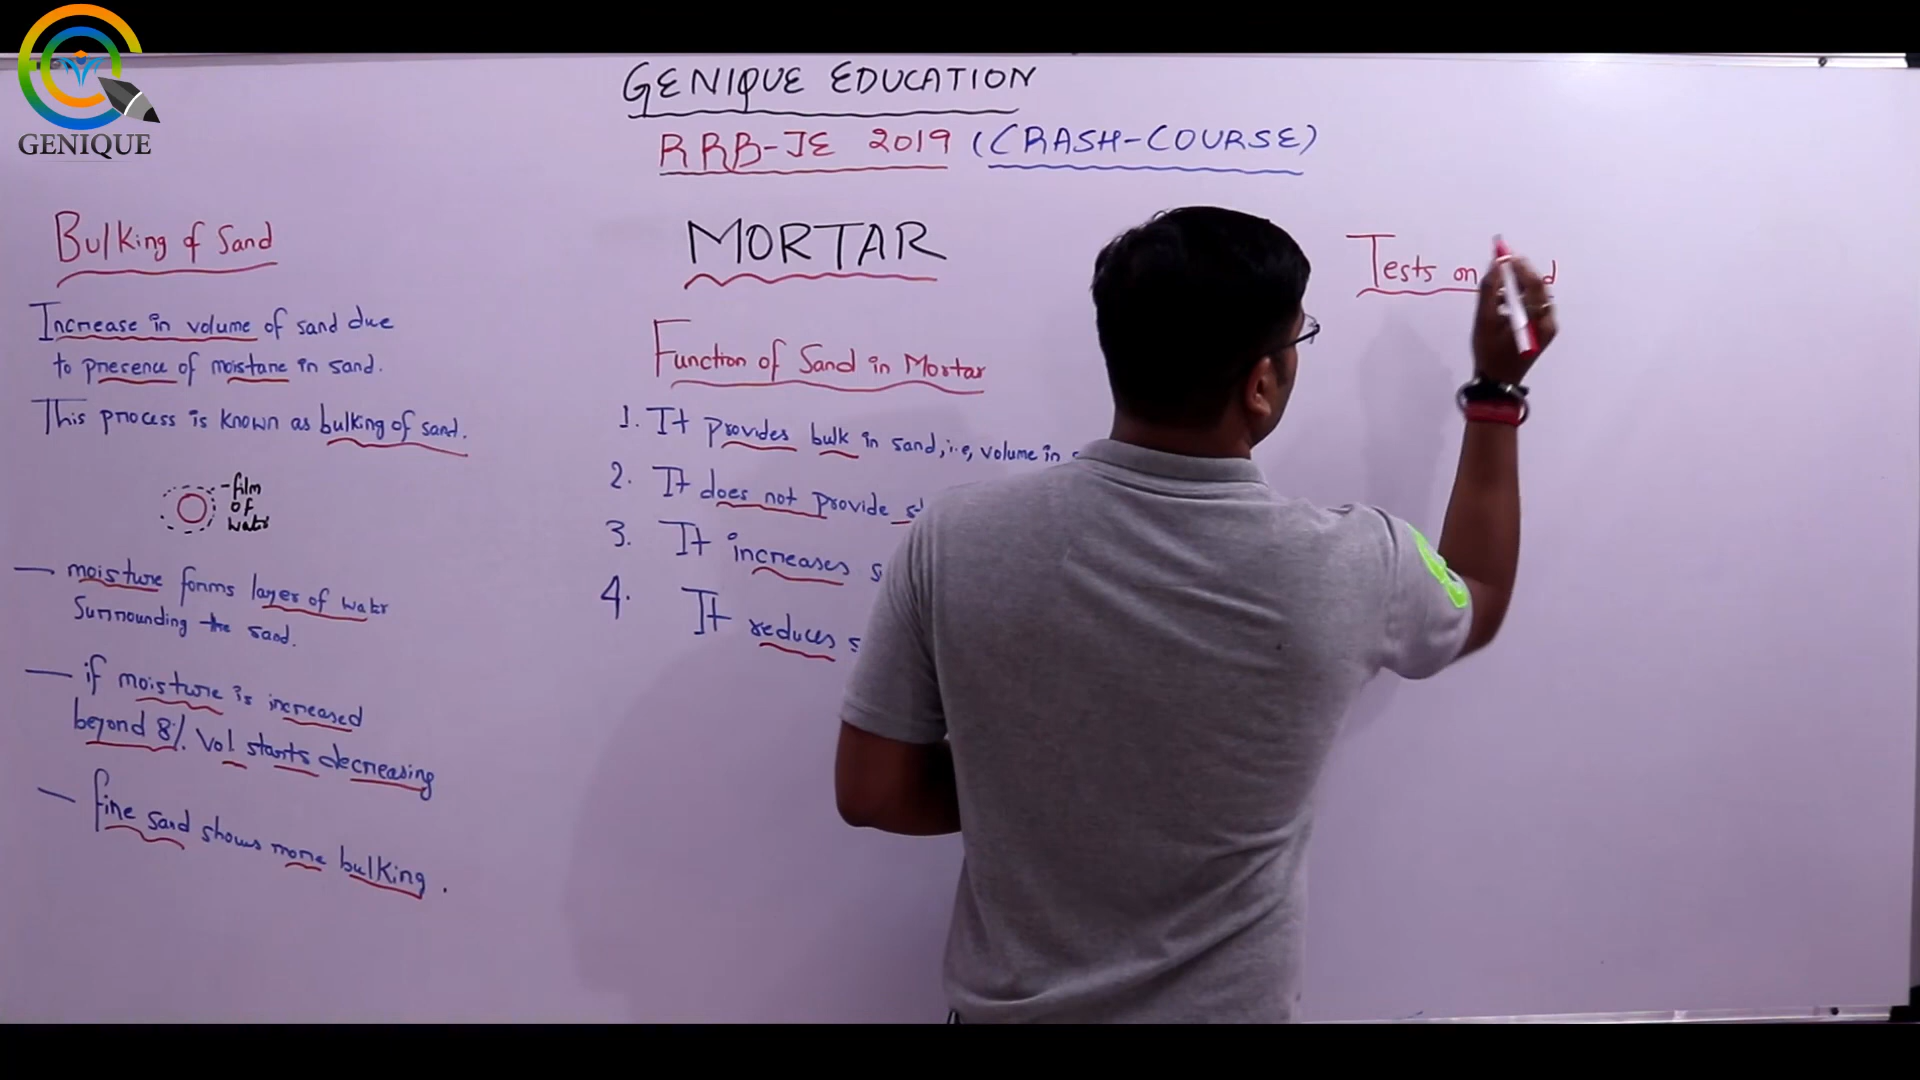 GENIQUE
GENIQUE EDUCATION
RRB-JE 2019 (CRASH-COURSE)
Bulking of Sand
Increase in volume of sand due
to presence of moistane in sand.
This process is known as bulking of sand.
-film
of
water
— moisture forms layer of water
Surrounding the sand.
— if moisture is increased
beyond 8%. Vol starts decreasing
— fine sand shows more bulking.
MORTAR
Function of Sand in Mortar
1. It provides bulk in sand, i.e, volume in
2. It does not provide
3. It increases
4. It reduces
Tests on